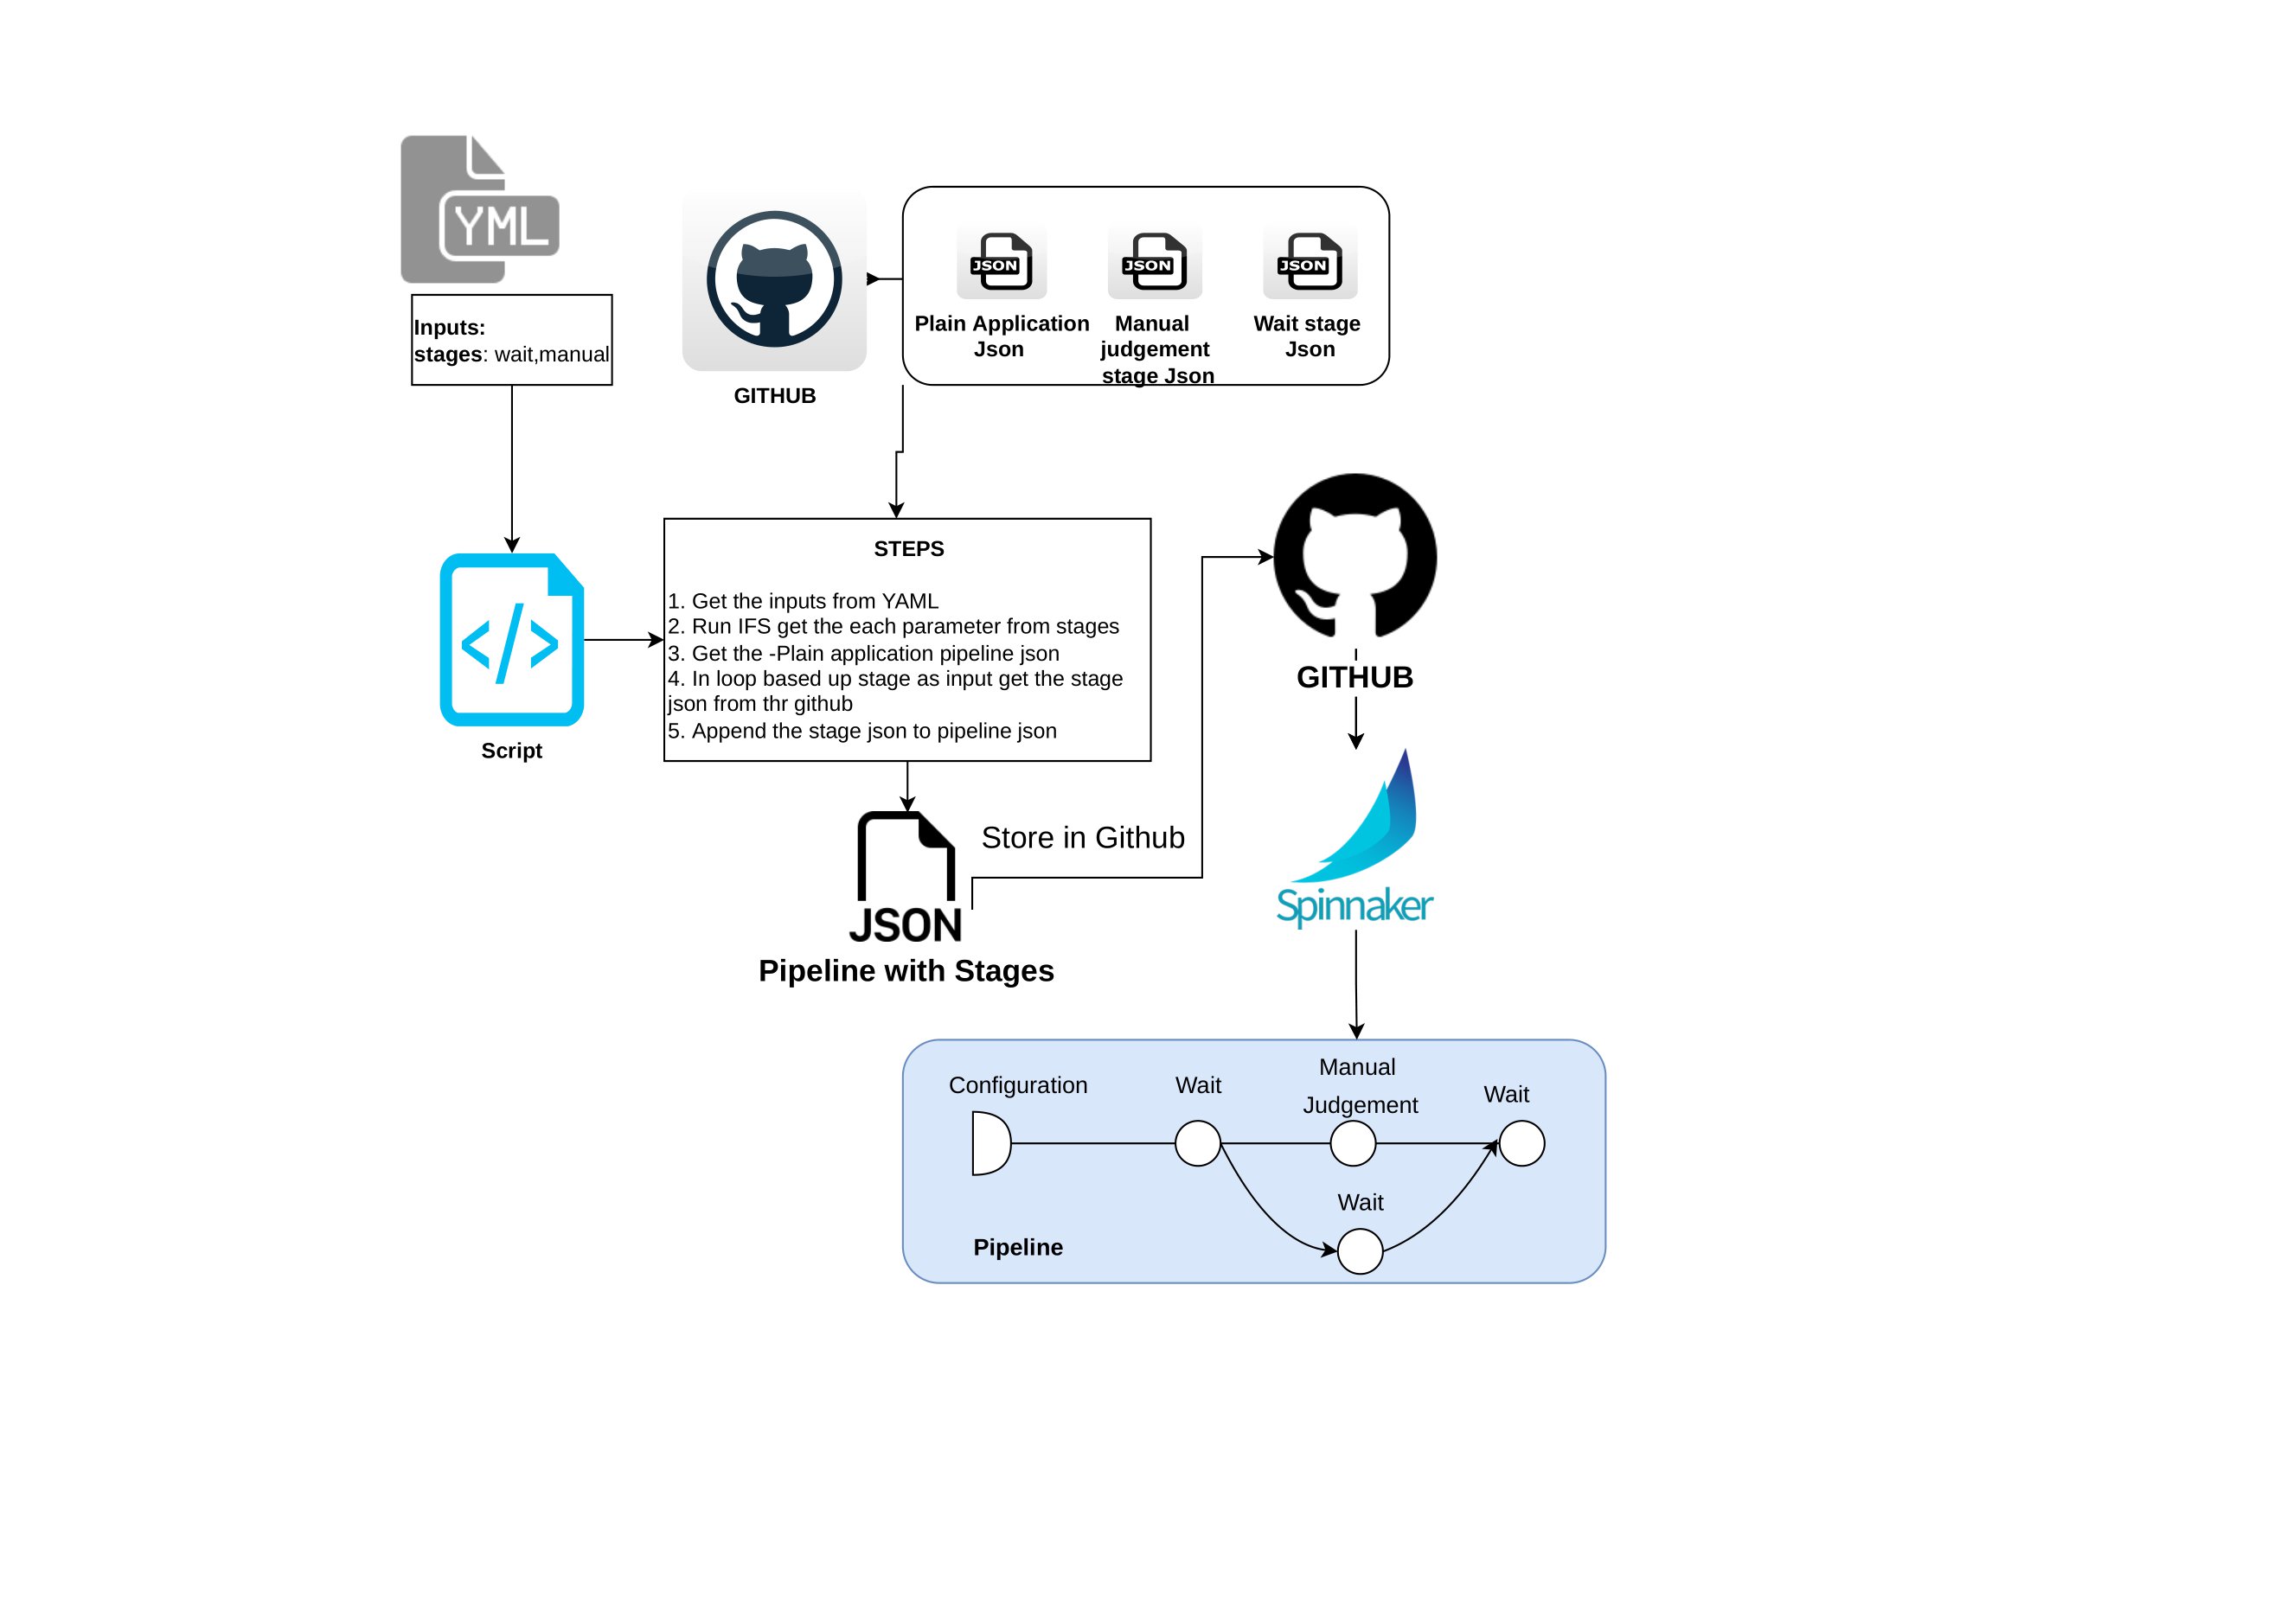 YML
Inputs:
stages: wait,manual
GITHUB
JSON
Plain Application
Json
JSON
Manual
judgement
stage Json
JSON
Wait stage
Json
Script
STEPS
1. Get the inputs from YAML
2. Run IFS get the each parameter from stages
3. Get the -Plain application pipeline json
4. In loop based up stage as input get the stage
json from thr github
5. Append the stage json to pipeline json
GITHUB
JSON
Pipeline with Stages
Store in Github
Spinnaker
Configuration
Wait
Manual
Judgement
Wait
Wait
Pipeline